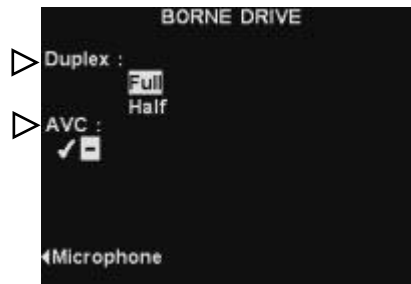 BORNE DRIVE
Duplex :
Full
Half
AVC :
✓ -
◂Microphone